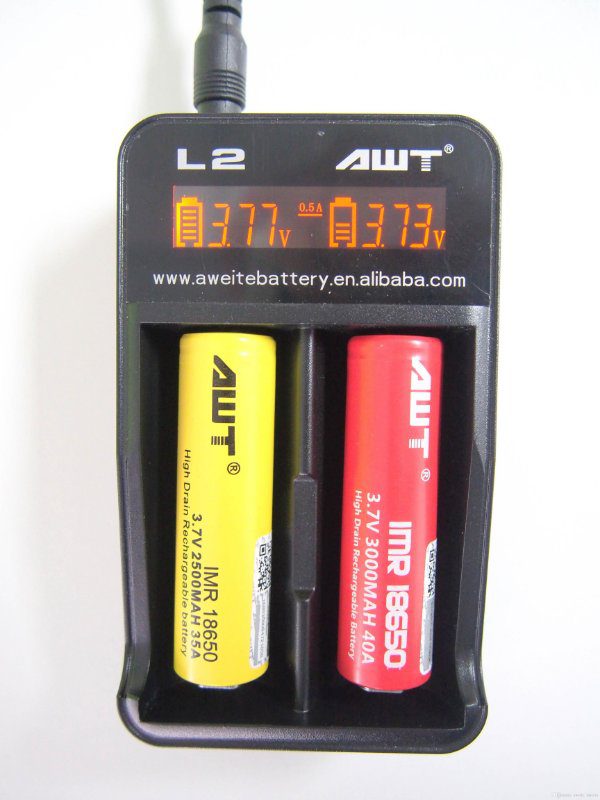 L2 AWT®
3.77V 0.5A 3.73V
www.aweitebattery.en.alibaba.com
AWT®
High Drain Rechargeable battery
3.7V 2500MAH 35A
IMR 18650
AWT®
IMR 18650
3.7V 3000MAH 40A
High Drain Rechargeable Battery